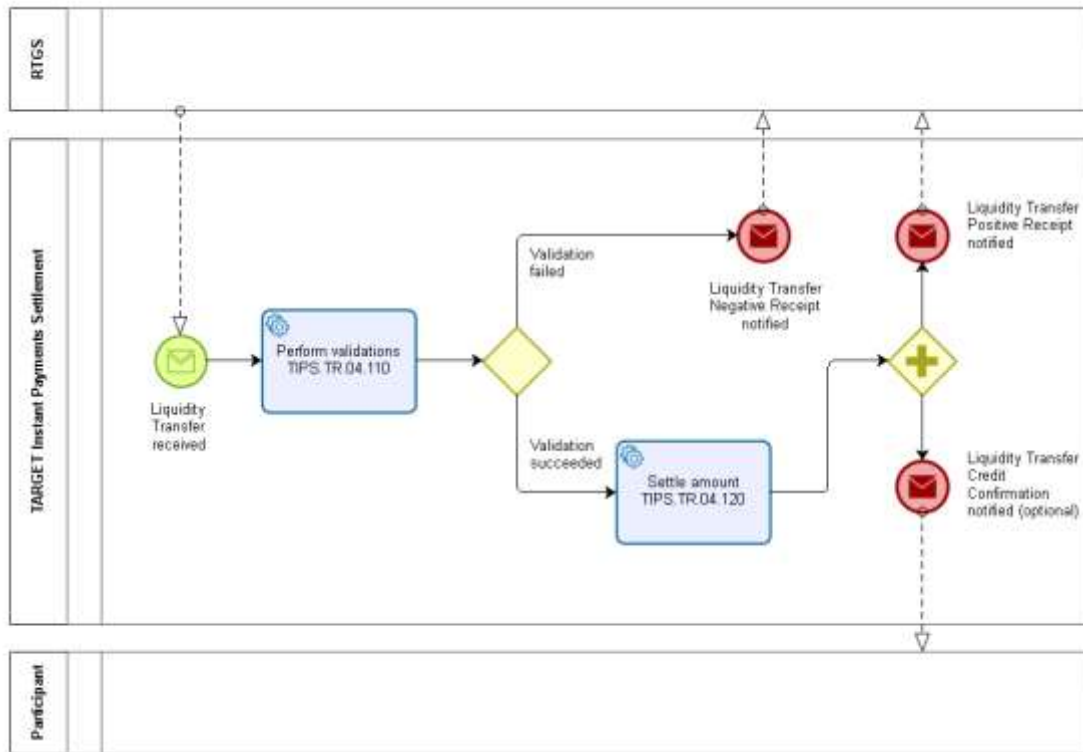 RTGS
TARGET Instant Payments Settlement
Participant
Liquidity
Transfer
received
Perform validations
TIPS.TR.04.110
Validation
failed
Validation
succeeded
Settle amount
TIPS.TR.04.120
Liquidity Transfer
Negative Receipt
notified
Liquidity Transfer
Positive Receipt
notified
Liquidity Transfer
Credit
Confirmation
notified (optional)